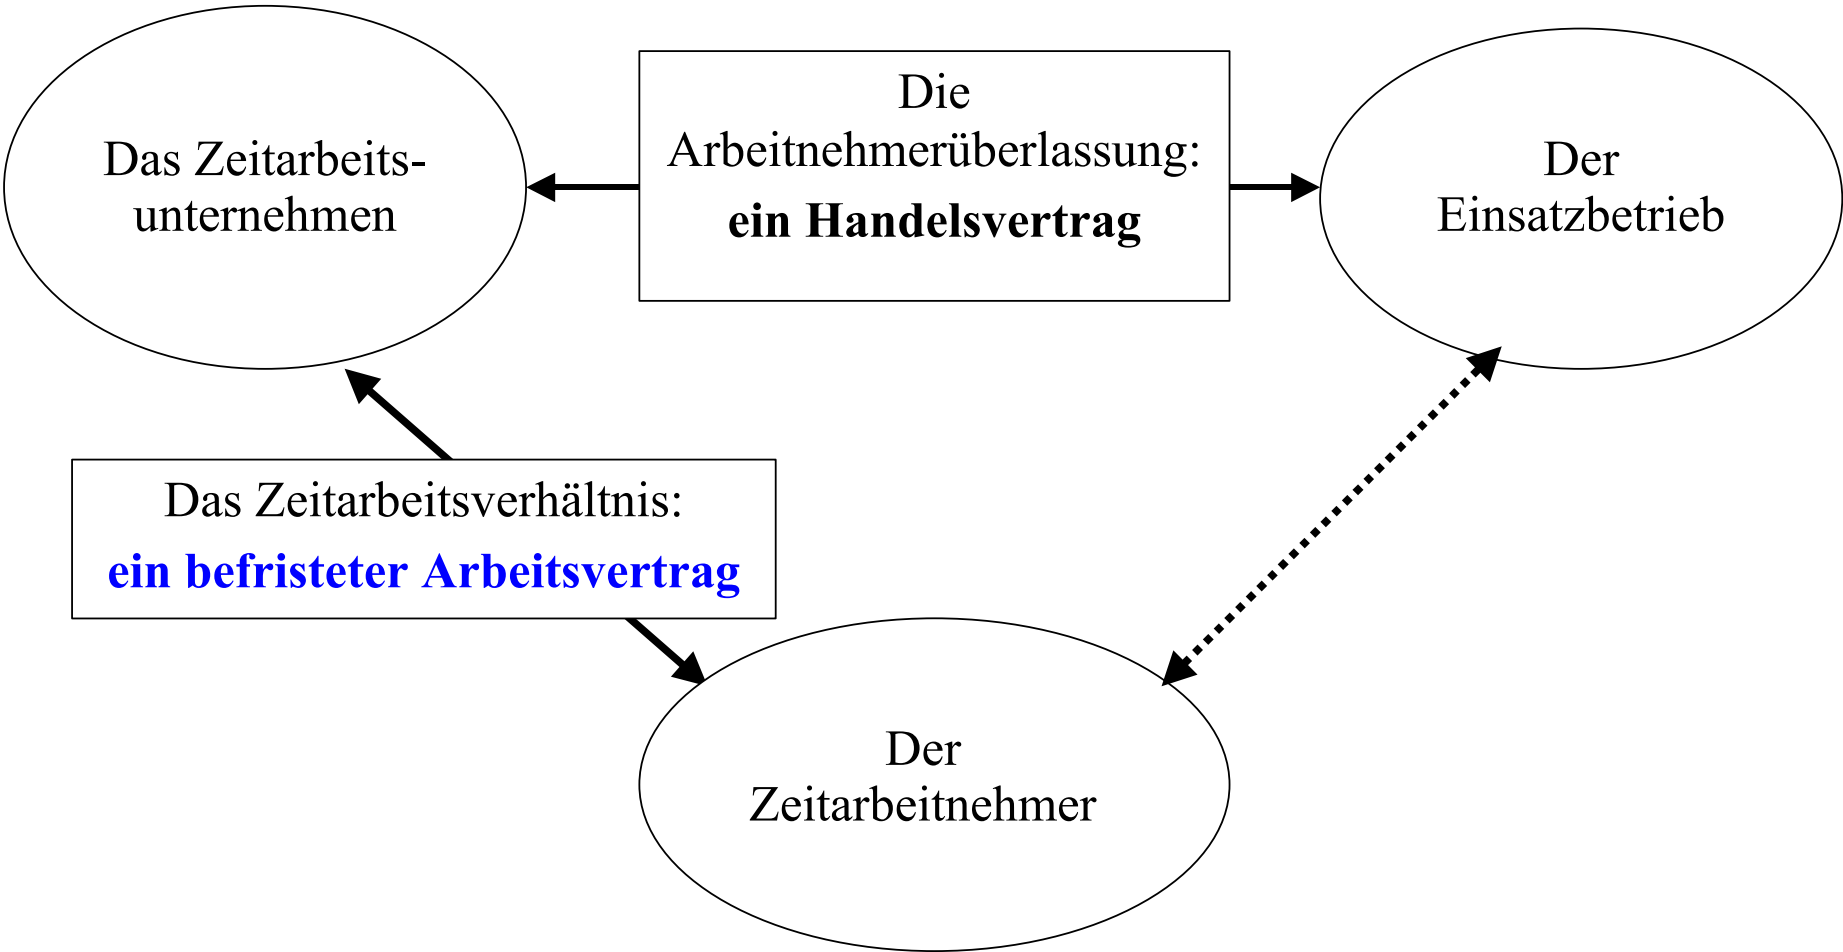 Das Zeitarbeits-
unternehmen
Die
Arbeitnehmerüberlassung:
ein Handelsvertrag
Der
Einsatzbetrieb
Das Zeitarbeitsverhältnis:
ein befristeter Arbeitsvertrag
Der
Zeitarbeitnehmer